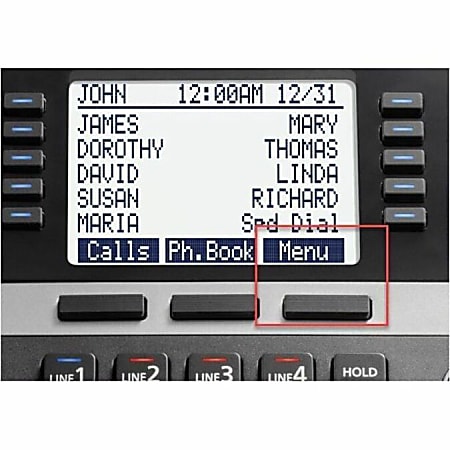 JOHN 12:00AM 12/31
JAMES MARY
DOROTHY THOMAS
DAVID LINDA
SUSAN RICHARD
MARIA Spd Dial
Calls Ph.Book Menu
LINE1 LINE2 LINE3 LINE4 HOLD